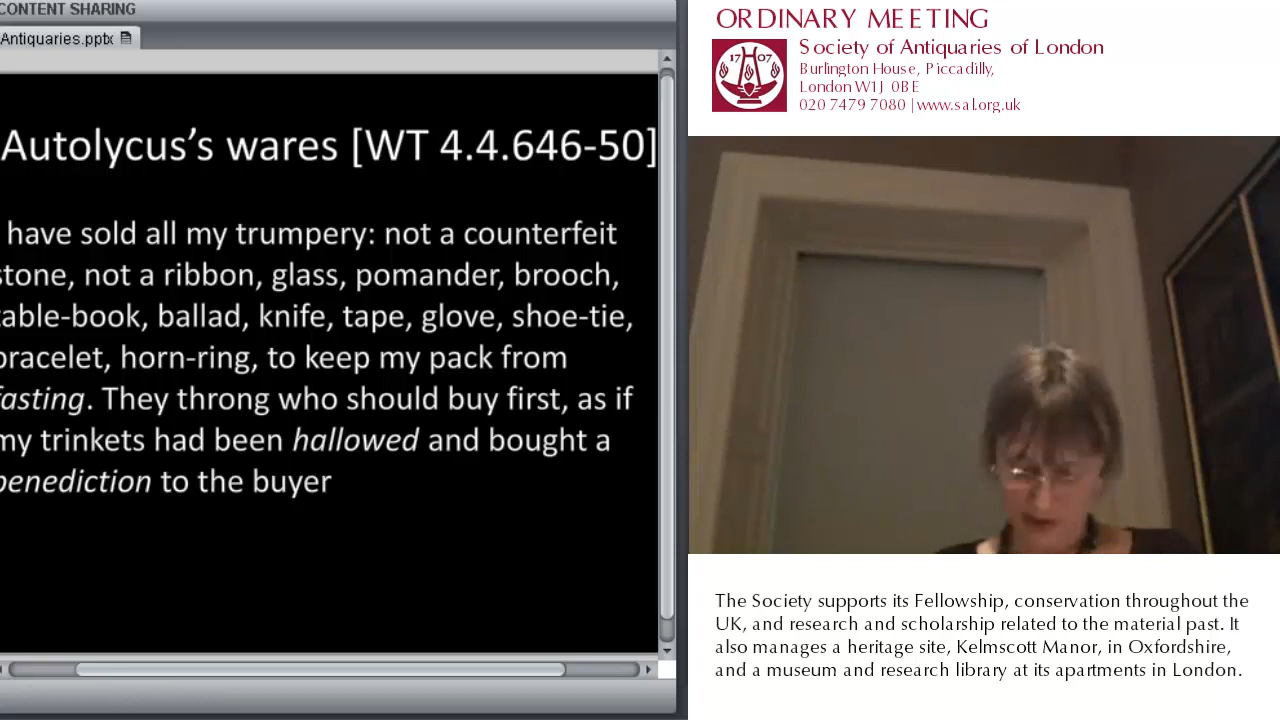 CONTENT SHARING
Antiquaries.pptx
Autolycus's wares [WT 4.4.646-50]
have sold all my trumpery: not a counterfeit
stone, not a ribbon, glass, pomander, brooch,
table-book, ballad, knife, tape, glove, shoe-tie,
bracelet, horn-ring, to keep my pack from
fasting. They throng who should buy first, as if
my trinkets had been hallowed and bought a
benediction to the buyer
ORDINARY MEETING
17 07
Society of Antiquaries of London
Burlington House, Piccadilly,
London W1J 0BE
020 7479 7080 | www.sal.org.uk
The Society supports its Fellowship, conservation throughout the
UK, and research and scholarship related to the material past. It
also manages a heritage site, Kelmscott Manor, in Oxfordshire,
and a museum and research library at its apartments in London.